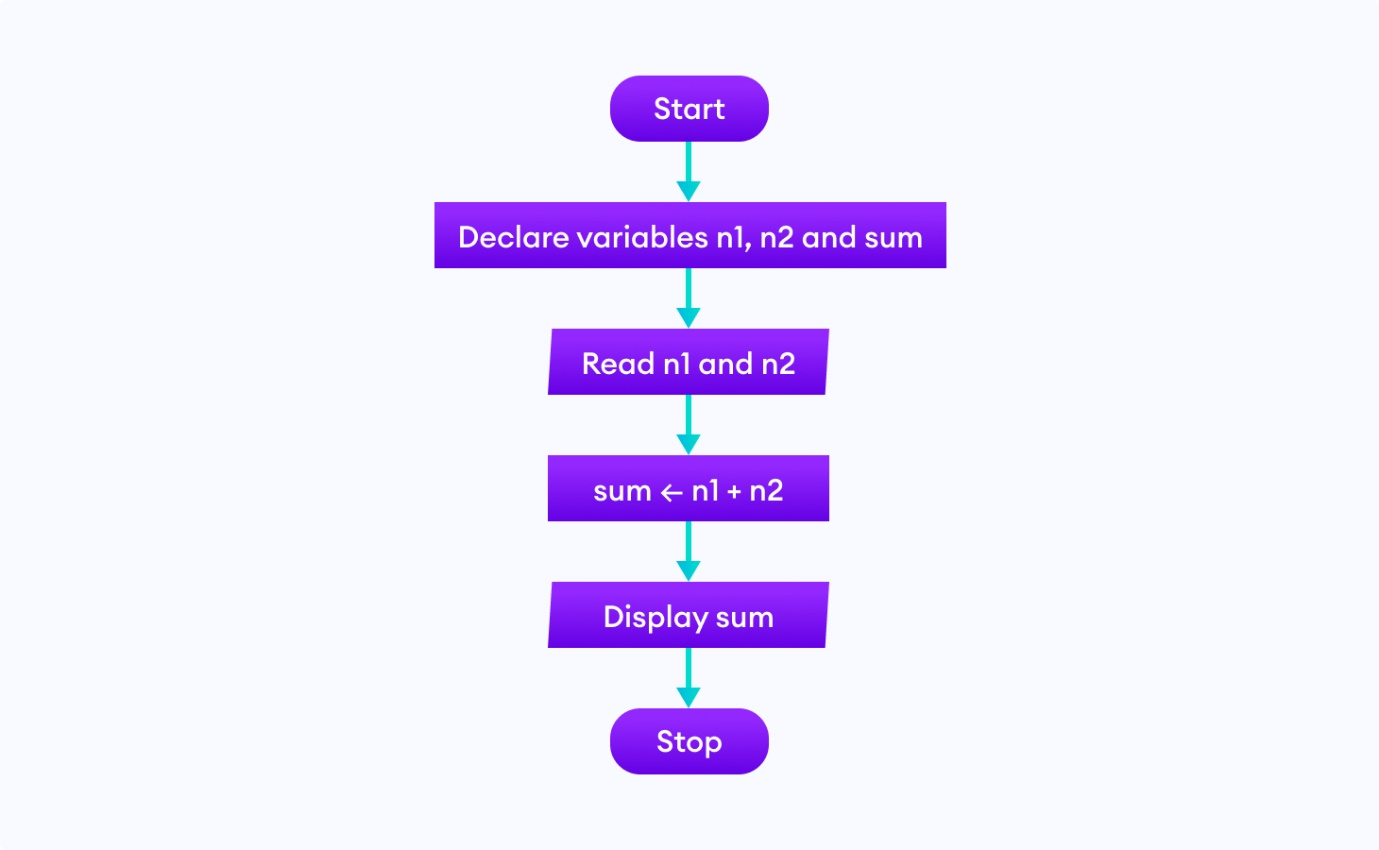 Start
Declare variables n1, n2 and sum
Read n1 and n2
sum ← n1 + n2
Display sum
Stop